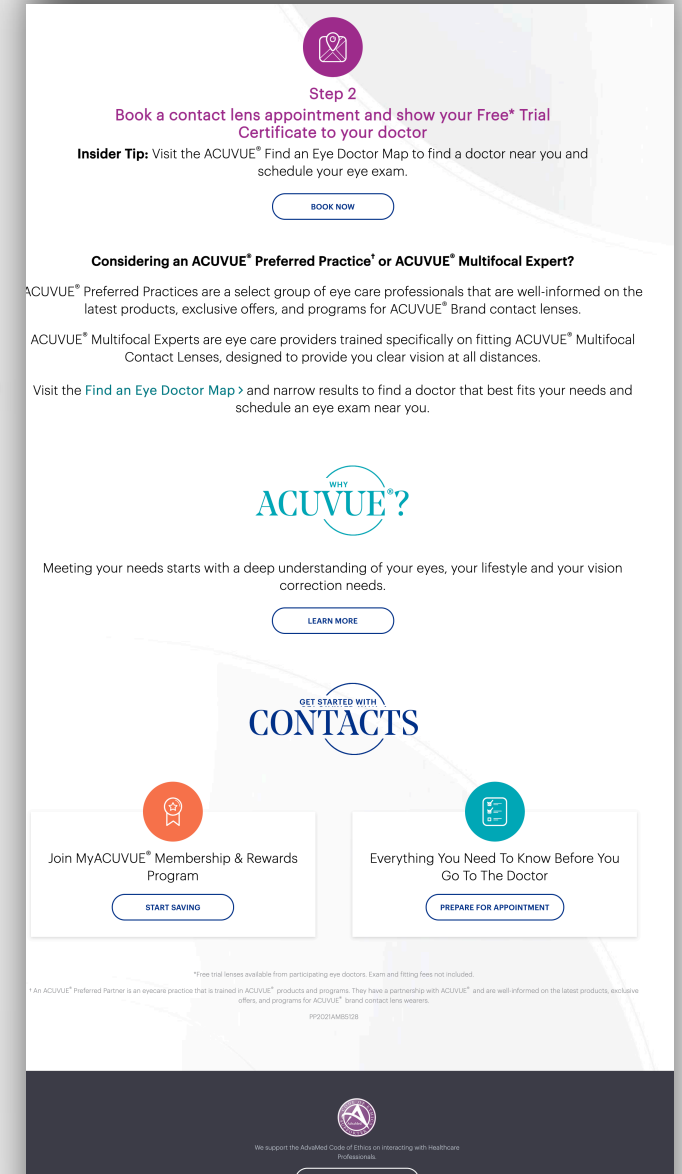 Step 2
Book a contact lens appointment and show your Free* Trial
Certificate to your doctor
Insider Tip: Visit the ACUVUE® Find an Eye Doctor Map to find a doctor near you and
schedule your eye exam.
BOOK NOW
Considering an ACUVUE® Preferred Practice† or ACUVUE® Multifocal Expert?
ACUVUE® Preferred Practices are a select group of eye care professionals that are well-informed on the
latest products, exclusive offers, and programs for ACUVUE® Brand contact lenses.
ACUVUE® Multifocal Experts are eye care providers trained specifically on fitting ACUVUE® Multifocal
Contact Lenses, designed to provide you clear vision at all distances.
Visit the Find an Eye Doctor Map > and narrow results to find a doctor that best fits your needs and
schedule an eye exam near you.
WHY
ACUVUE®?
Meeting your needs starts with a deep understanding of your eyes, your lifestyle and your vision
correction needs.
LEARN MORE
GET STARTED WITH
CONTACTS
Join MyACUVUE® Membership & Rewards
Program
START SAVING
Everything You Need To Know Before You
Go To The Doctor
PREPARE FOR APPOINTMENT
*Free trial lenses available from participating eye doctors. Exam and fitting fees not included.
† An ACUVUE® Preferred Partner is an eyecare practice that is trained in ACUVUE® products and programs. They have a partnership with ACUVUE® and are well-informed on the latest products, exclusive
offers, and programs for ACUVUE® brand contact lens wearers.
PP2021AMB5128
We support the AdvaMed Code of Ethics on Interacting with Healthcare
Professionals.